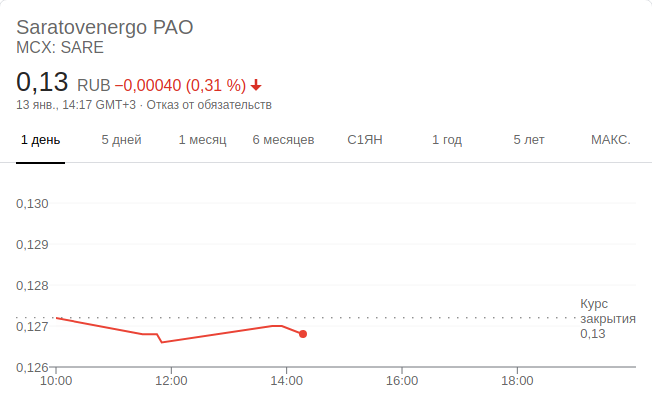 Saratovenergo PAO
MCX: SARE
0,13 RUB −0,00040 (0,31 %)
13 янв., 14:17 GMT+3 · Отказ от обязательств
1 день 5 дней 1 месяц 6 месяцев С1ЯН 1 год 5 лет МАКС.
0,130
0,129
0,128
0,127
0,126
Курс
закрытия
0,13
10:00 12:00 14:00 16:00 18:00